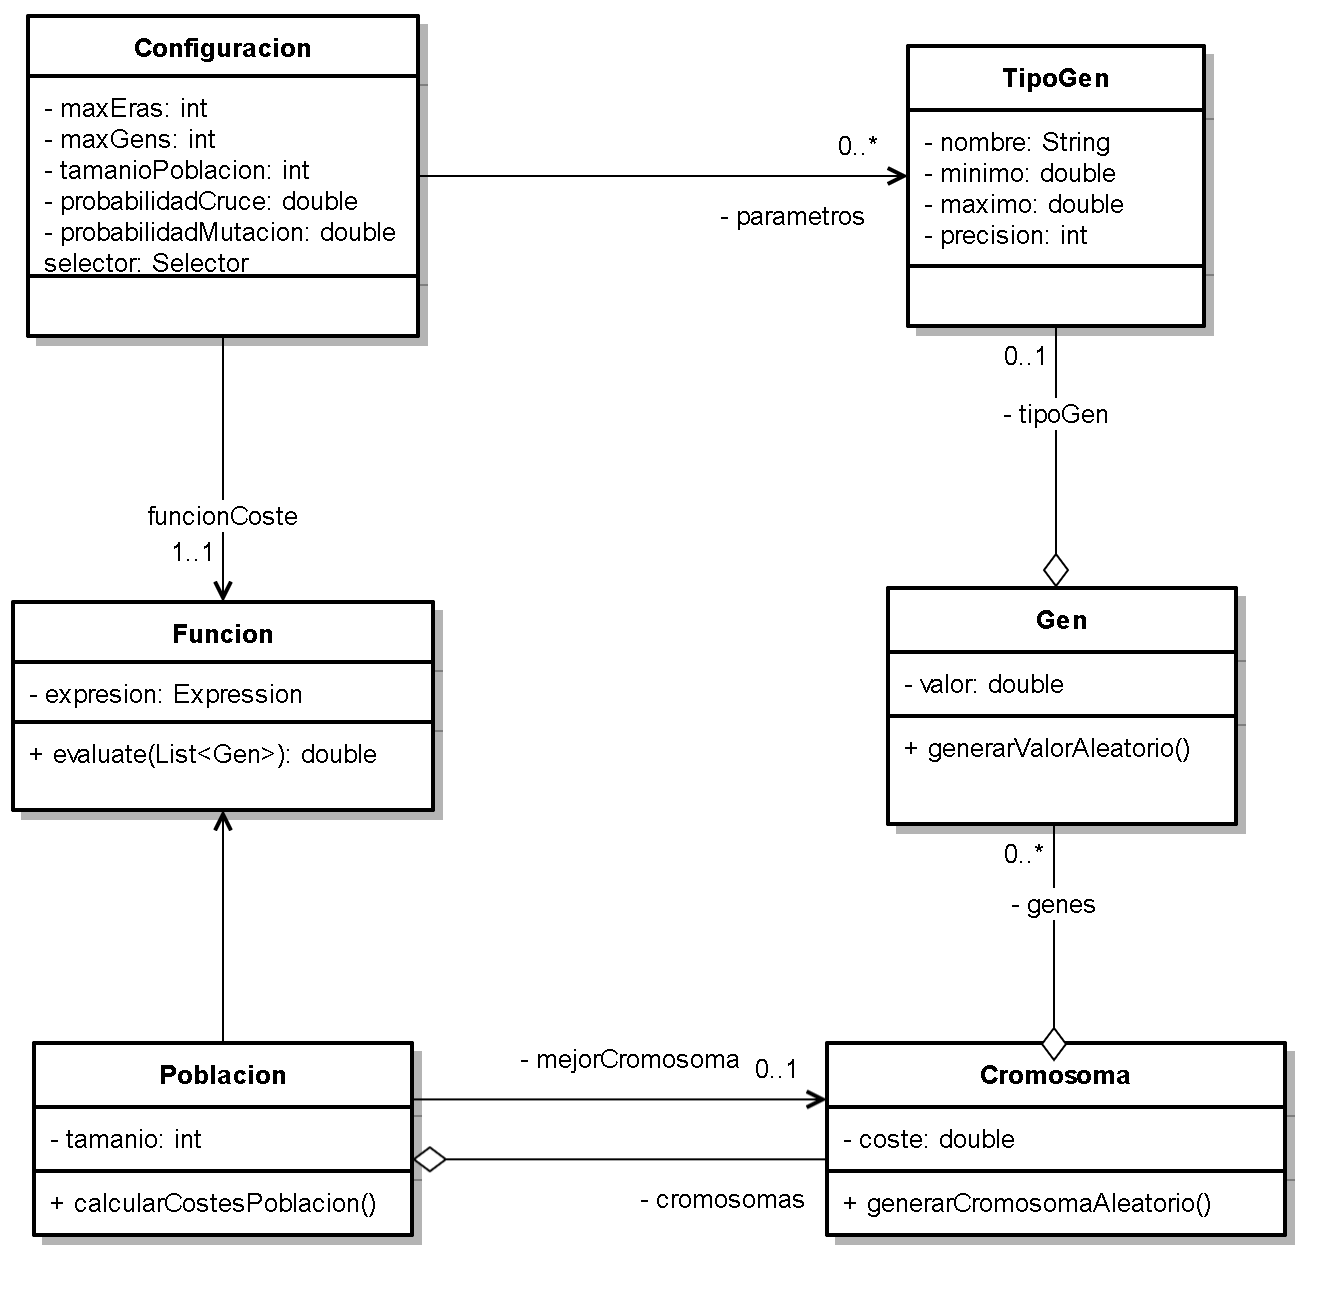 Configuracion
- maxEras: int
- maxGens: int
- tamanioPoblacion: int
- probabilidadCruce: double
- probabilidadMutacion: double
selector: Selector
0..*
- parametros
TipoGen
- nombre: String
- minimo: double
- maximo: double
- precision: int
0..1
- tipoGen
funcionCoste
1..1
Funcion
- expresion: Expression
+ evaluate(List<Gen>): double
Gen
- valor: double
+ generarValorAleatorio()
0..*
- genes
Poblacion
- tamanio: int
+ calcularCostesPoblacion()
- mejorCromosoma
0..1
- cromosomas
Cromosoma
- coste: double
+ generarCromosomaAleatorio()